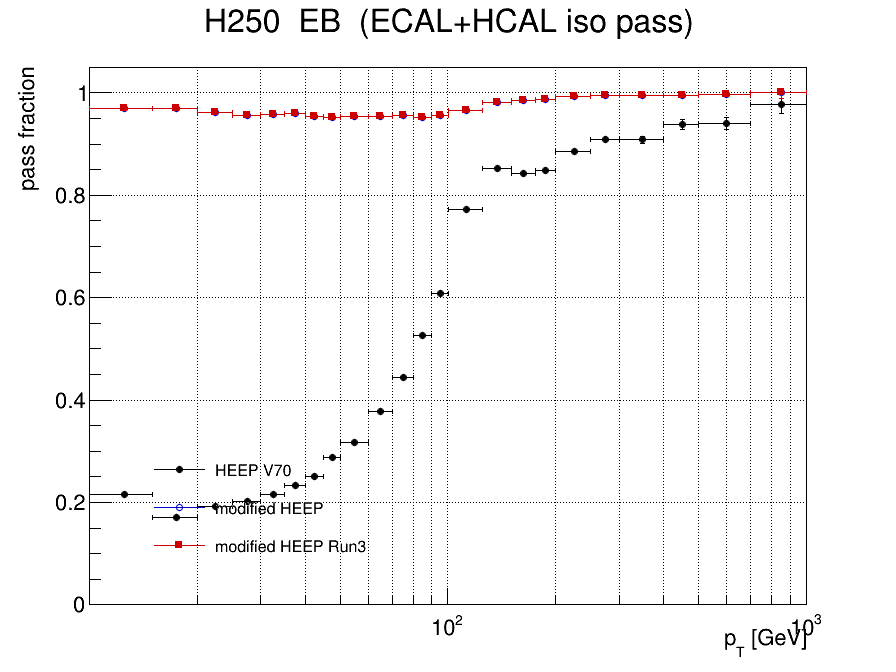 H250 EB (ECAL+HCAL iso pass)
pass fraction
1
0.8
0.6
0.4
0.2
0
HEEP V70
modified HEEP
modified HEEP Run3
10²
10³
p_T [GeV]